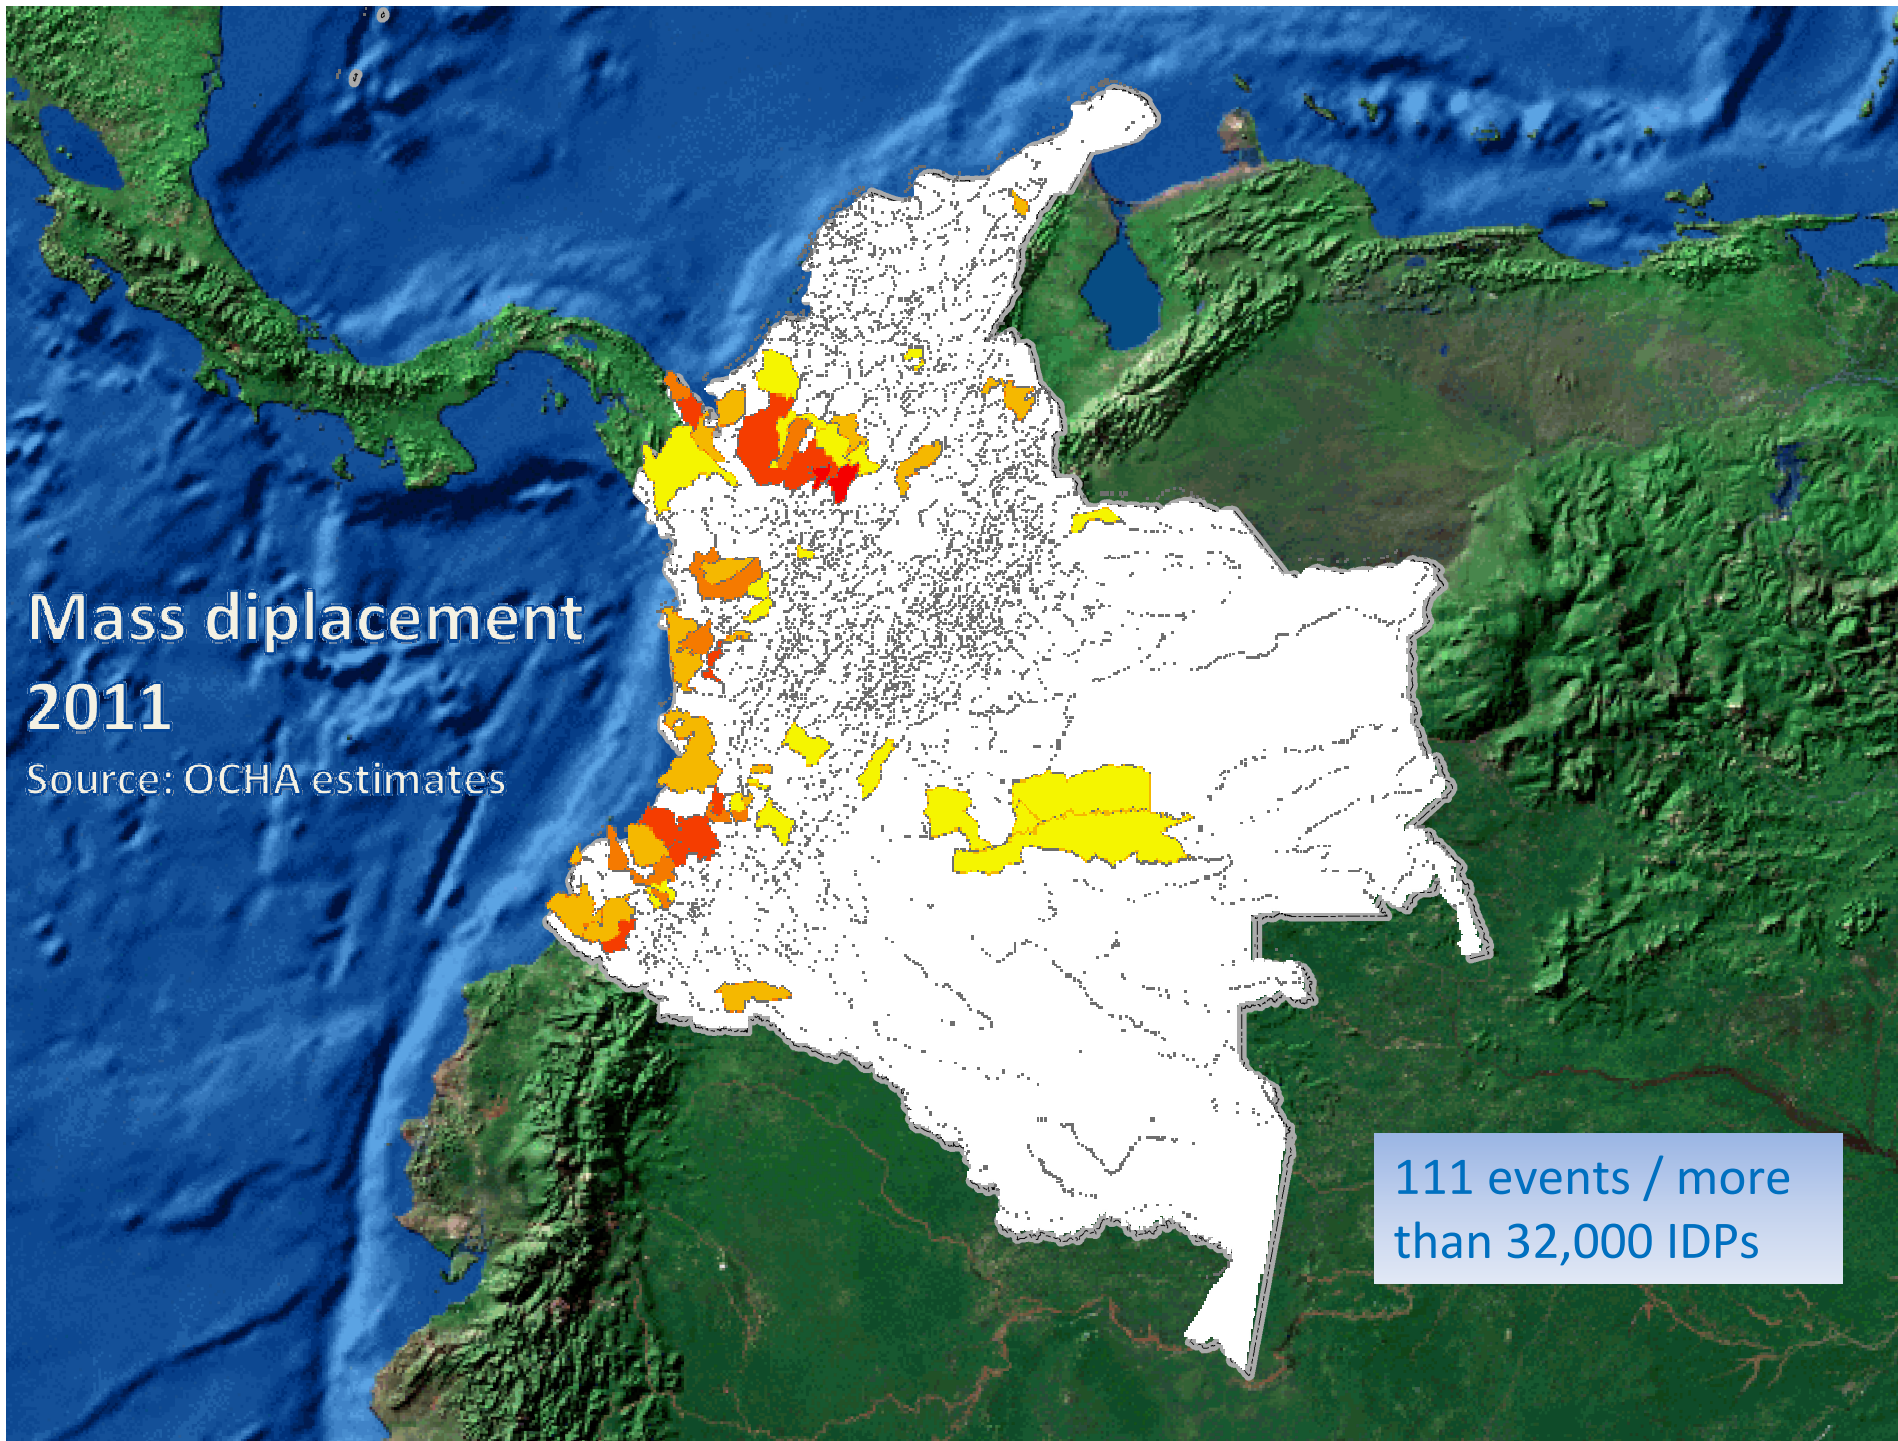 Mass diplacement
2011
Source: OCHA estimates
111 events / more
than 32,000 IDPs